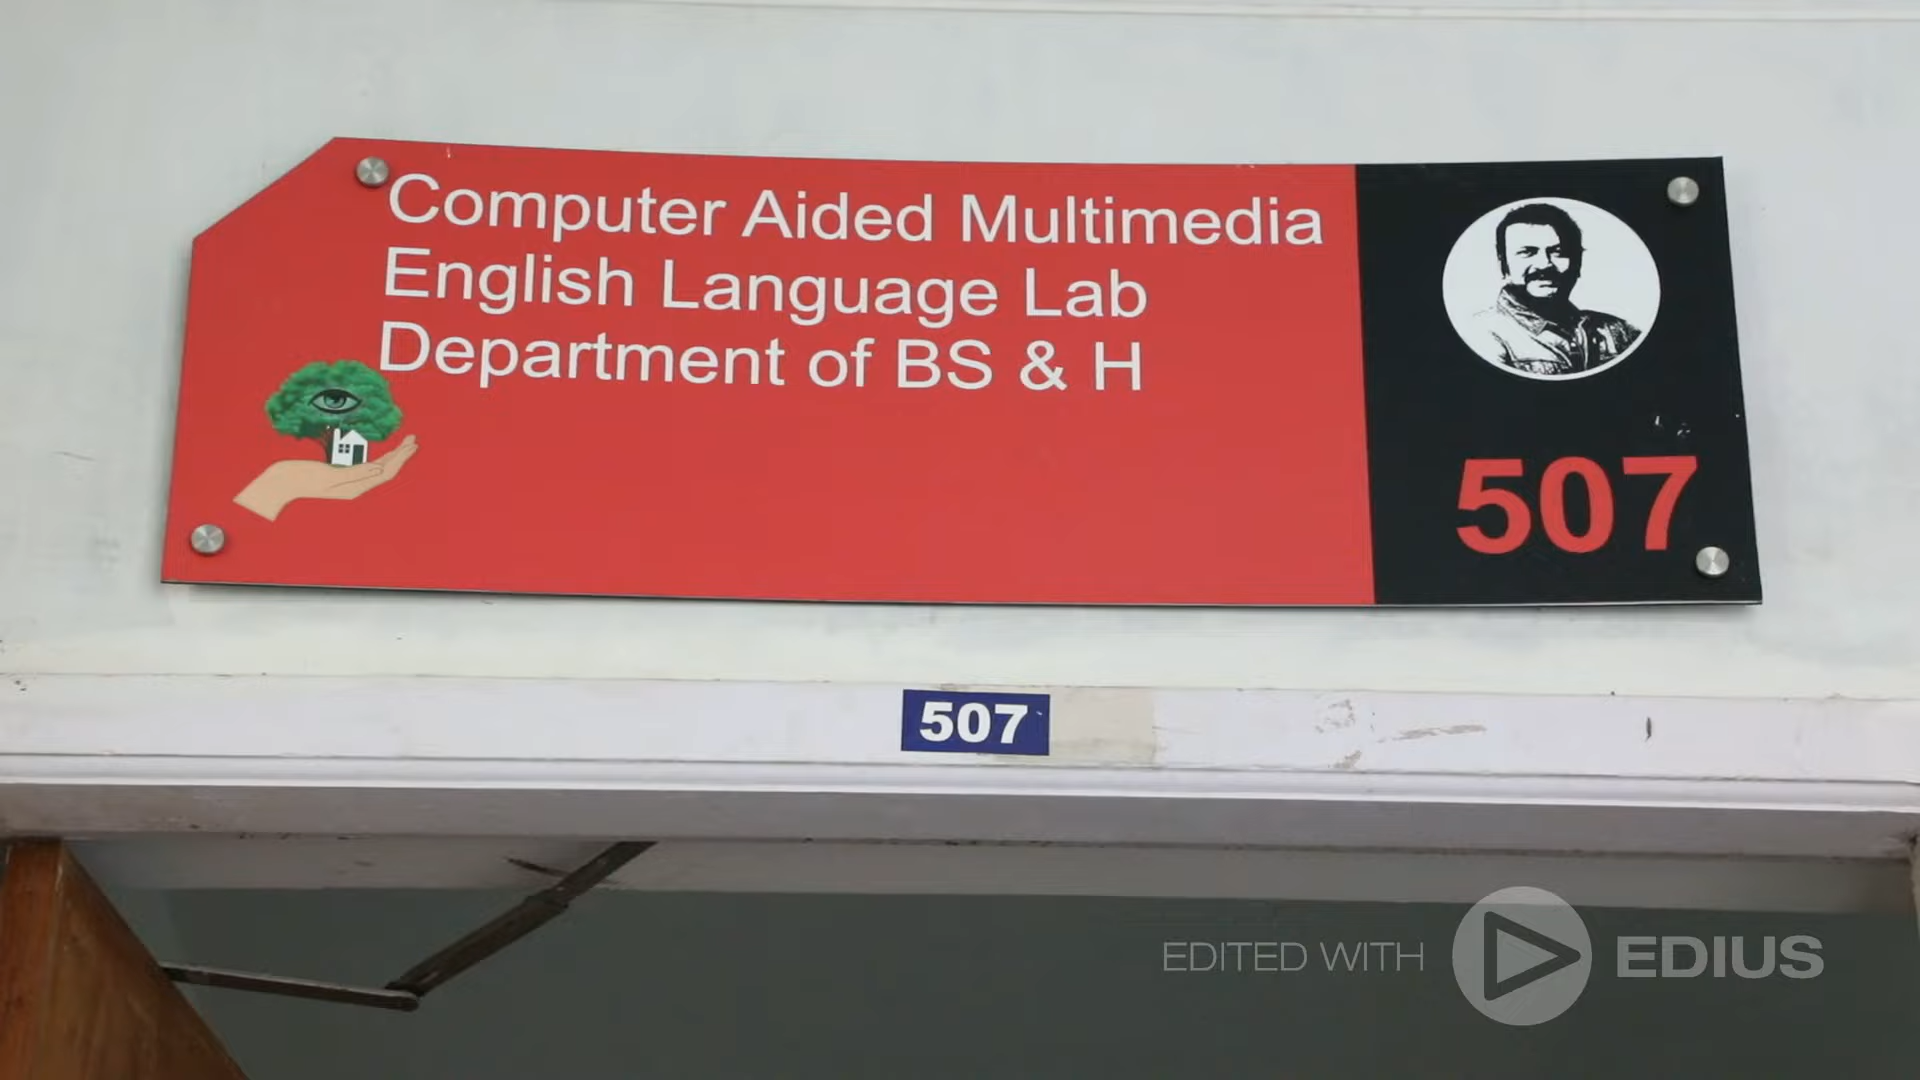 Computer Aided Multimedia
English Language Lab
Department of BS & H
507
507
EDITED WITH EDIUS